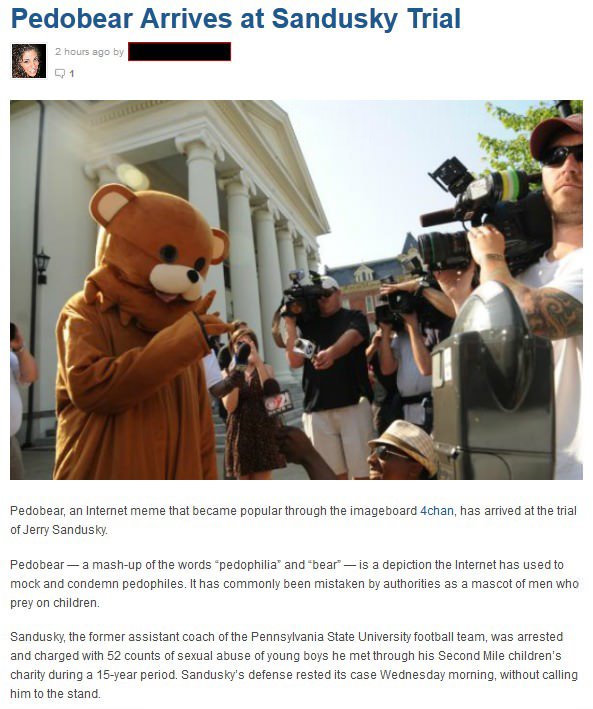 Pedobear Arrives at Sandusky Trial
2 hours ago by
1
Pedobear, an Internet meme that became popular through the imageboard 4chan, has arrived at the trial
of Jerry Sandusky.
Pedobear — a mash-up of the words “pedophilia” and “bear” — is a depiction the Internet has used to
mock and condemn pedophiles. It has commonly been mistaken by authorities as a mascot of men who
prey on children.
Sandusky, the former assistant coach of the Pennsylvania State University football team, was arrested
and charged with 52 counts of sexual abuse of young boys he met through his Second Mile children’s
charity during a 15-year period. Sandusky’s defense rested its case Wednesday morning, without calling
him to the stand.